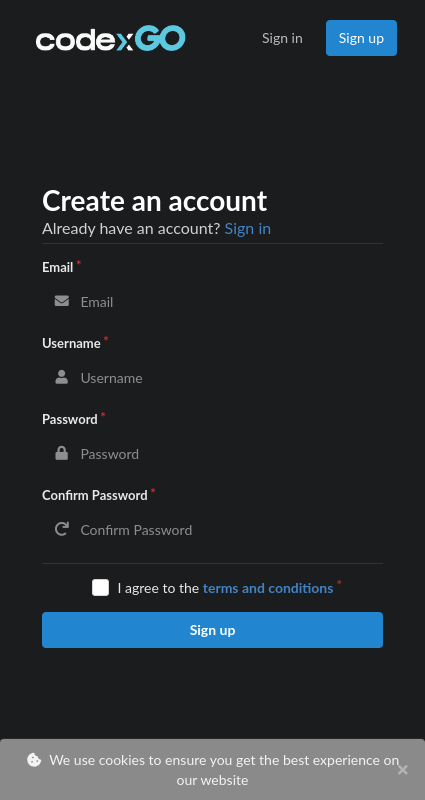 codexGO
Sign in
Sign up
Create an account
Already have an account? Sign in
Email *
Email
Username *
Username
Password *
Password
Confirm Password *
Confirm Password
I agree to the terms and conditions *
Sign up
We use cookies to ensure you get the best experience on
our website